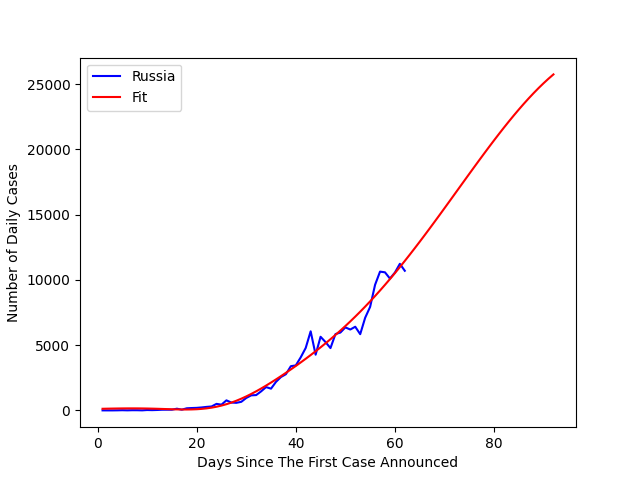 Russia
Fit
25000
20000
15000
10000
5000
0
Number of Daily Cases
0 20 40 60 80
Days Since The First Case Announced